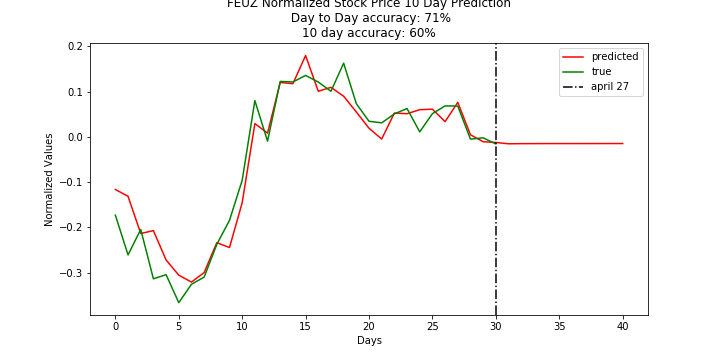 FEUZ Normalized Stock Price 10 Day Prediction
Day to Day accuracy: 71%
10 day accuracy: 60%
0.2
0.1
0.0
−0.1
−0.2
−0.3
Normalized Values
predicted
true
april 27
0 5 10 15 20 25 30 35 40
Days